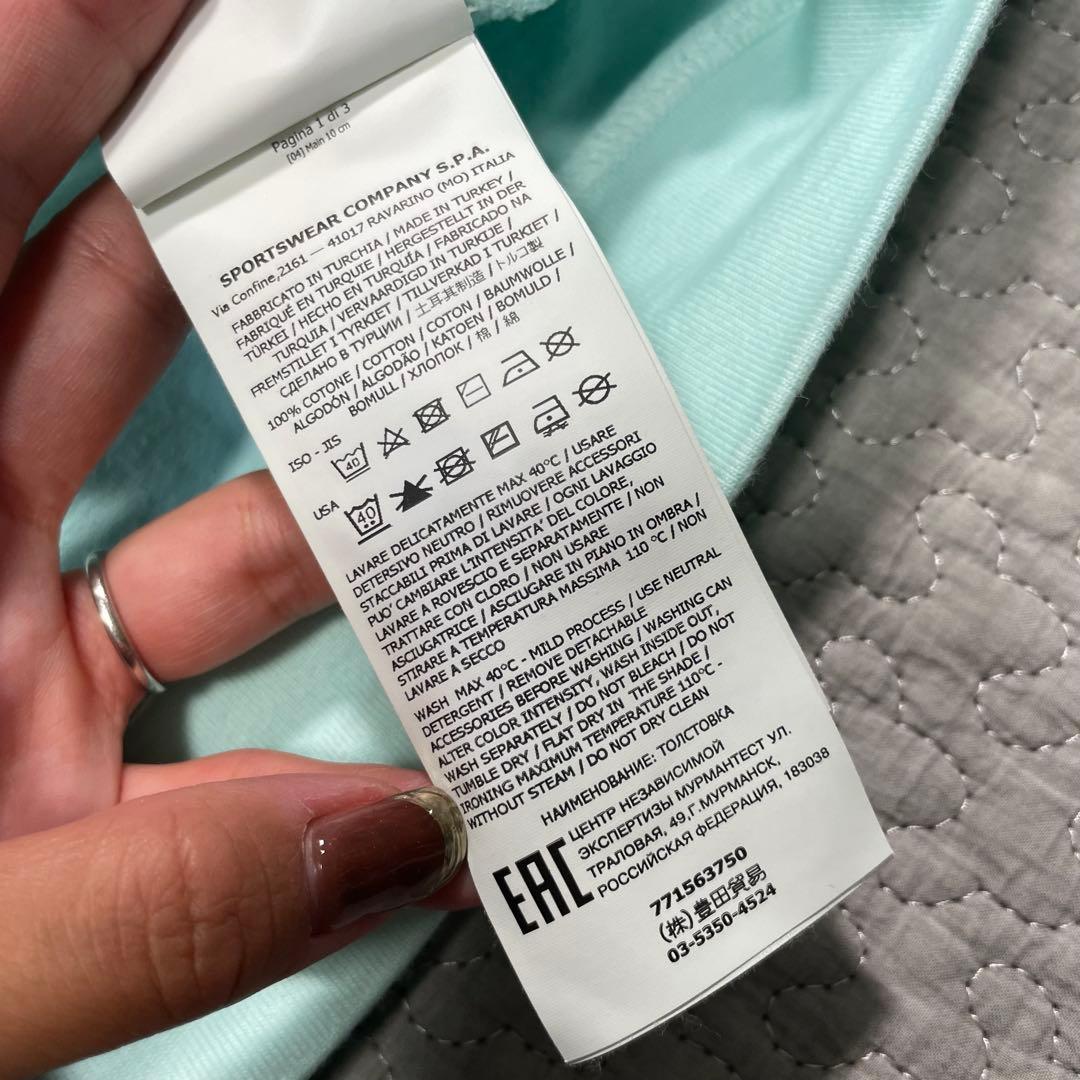 Pagina 1 di 3
[04] Main 10 cm
SPORTSWEAR COMPANY S.P.A.
Via Confine,2161 — 41017 RAVARINO (MO) ITALIA
FABBRICATO IN TURCHIA / MADE IN TURKEY /
FABRIQUÉ EN TURQUIE / HERGESTELLT IN DER
TÜRKEI / HECHO EN TURQUÍA / FABRICADO NA
TURQUIA / VERVAARDIGD IN TURKIJE /
FREMSTILLET I TYRKIET / TILLVERKAD I TURKIET
СДЕЛАНО В ТУРЦИИ / 土耳其制造 / トルコ製
100% COTONE / COTTON / COTON / BAUMWOLLE /
ALGODÓN / ALGODÃO / KATOEN / BOMULD /
BOMULL / ХЛОПОК / 棉 / 綿
ISO - JIS
40
USA
40
LAVARE DELICATAMENTE MAX 40°C / USARE
DETERSIVO NEUTRO / RIMUOVERE ACCESSORI
STACCABILI PRIMA DI LAVARE / OGNI LAVAGGIO
PUO' CAMBIARE L'INTENSITA' DEL COLORE,
LAVARE A ROVESCIO E SEPARATAMENTE / NON
TRATTARE CON CLORO / NON USARE
ASCIUGATRICE / ASCIUGARE IN PIANO IN OMBRA /
STIRARE A TEMPERATURA MASSIMA 110 °C / NON
LAVARE A SECCO
WASH MAX 40°C - MILD PROCESS / USE NEUTRAL
DETERGENT / REMOVE DETACHABLE
ACCESSORIES BEFORE WASHING / WASHING CAN
ALTER COLOR INTENSITY, WASH INSIDE OUT,
WASH SEPARATELY / DO NOT BLEACH / DO NOT
TUMBLE DRY / FLAT DRY IN THE SHADE /
IRONING MAXIMUM TEMPERATURE 110°C -
WITHOUT STEAM / DO NOT DRY CLEAN
НАИМЕНОВАНИЕ: ТОЛСТОВКА
EAC
ЦЕНТР НЕЗАВИСИМОЙ
ЭКСПЕРТИЗЫ МУРМАНТЕСТ УЛ.
ТРАЛОВАЯ, 49,Г.МУРМАНСК,
РОССИЙСКАЯ ФЕДЕРАЦИЯ, 183038
771563750
(株)豊田貿易
03-5350-4524